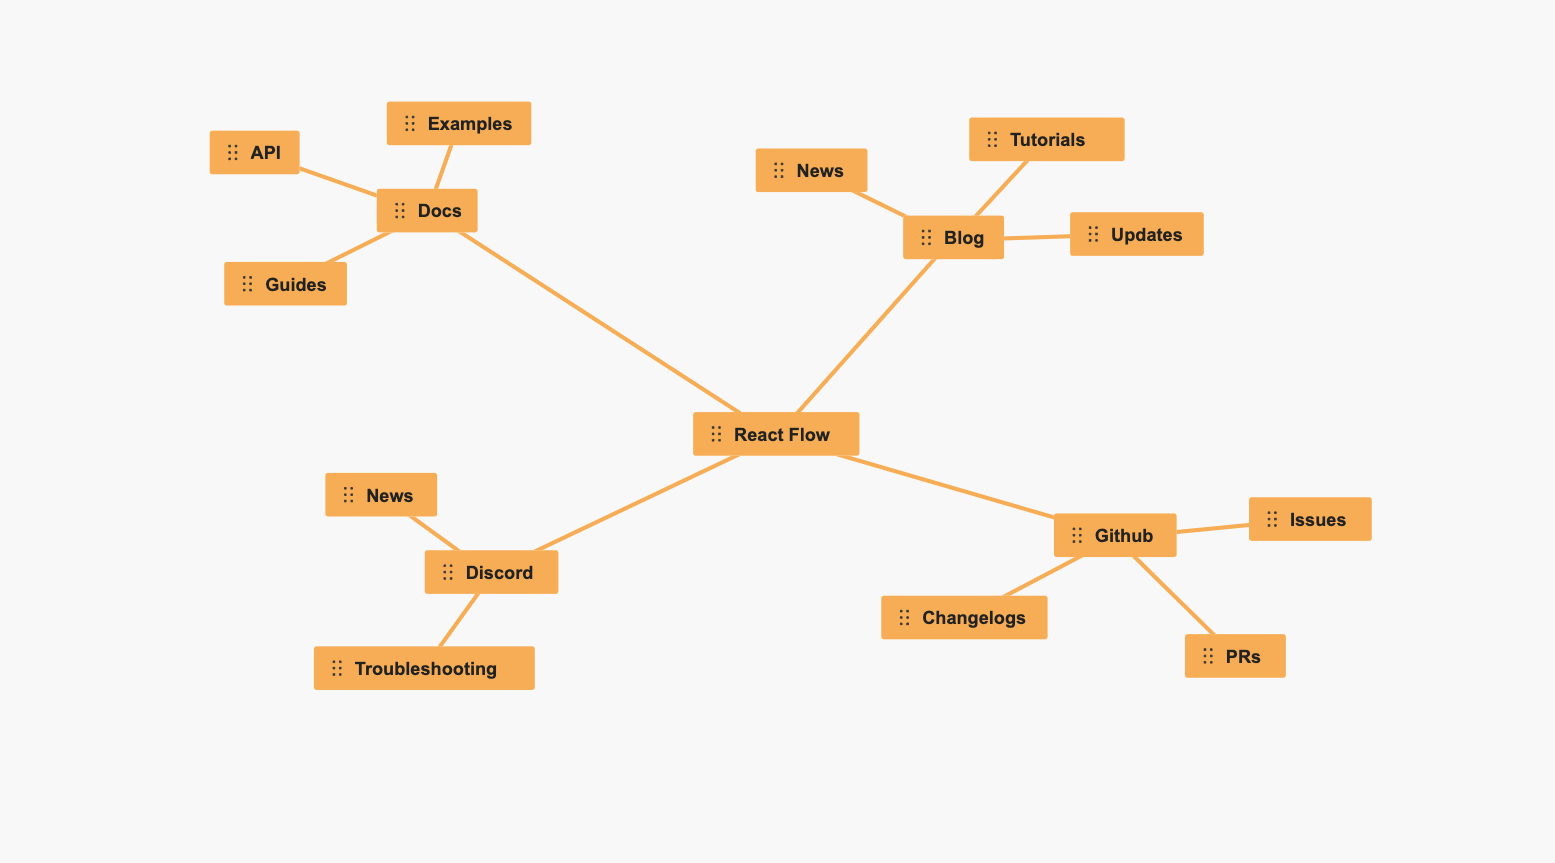 Examples
API
Docs
Guides
Tutorials
News
Blog
Updates
React Flow
News
Discord
Troubleshooting
Issues
Github
Changelogs
PRs